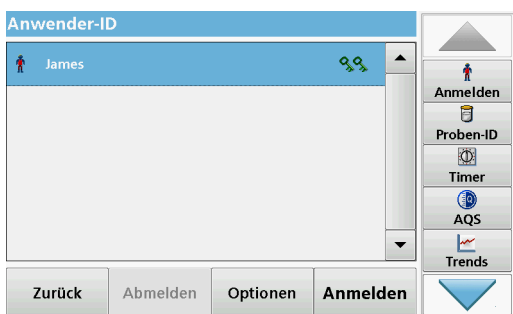 Anwender-ID
James
Anmelden
Proben-ID
Timer
AQS
Trends
Zurück
Abmelden
Optionen
Anmelden